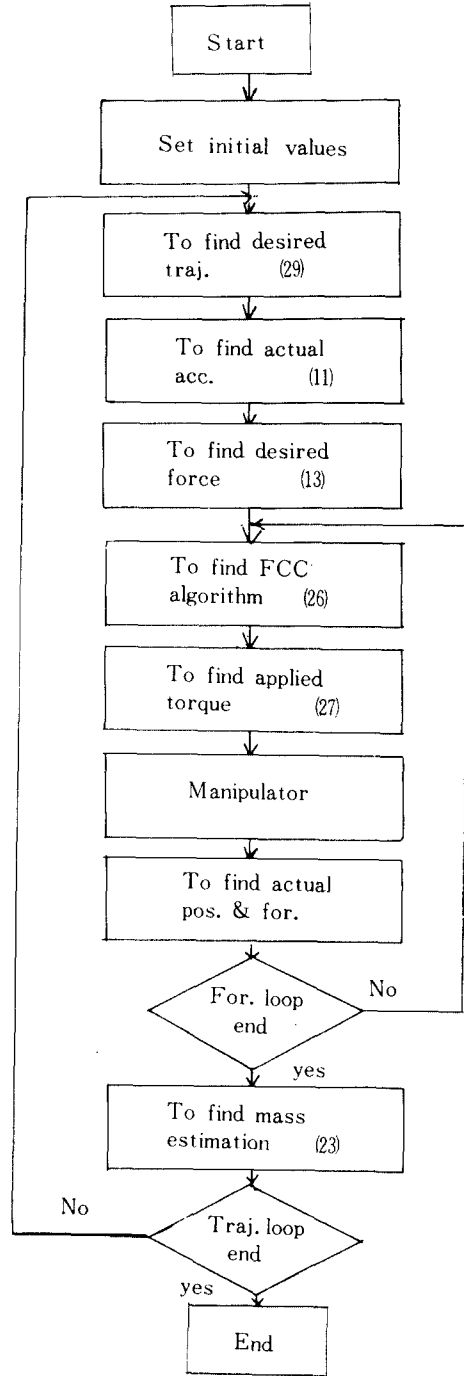 Start
Set initial values
To find desired
traj. (29)
To find actual
acc. (11)
To find desired
force (13)
To find FCC
algorithm (26)
To find applied
torque (27)
Manipulator
To find actual
pos. & for.
For. loop
end
No
yes
To find mass
estimation (23)
No
Traj. loop
end
yes
End